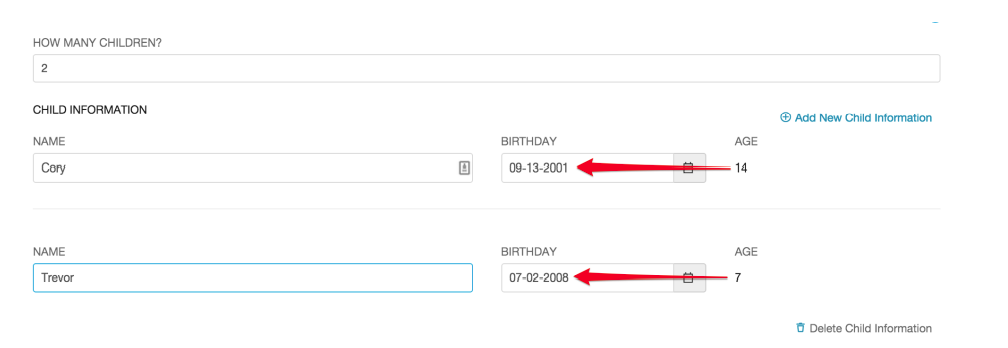 HOW MANY CHILDREN?
2
CHILD INFORMATION
Add New Child Information
NAME BIRTHDAY AGE
Cory 09-13-2001 14
NAME BIRTHDAY AGE
Trevor 07-02-2008 7
Delete Child Information